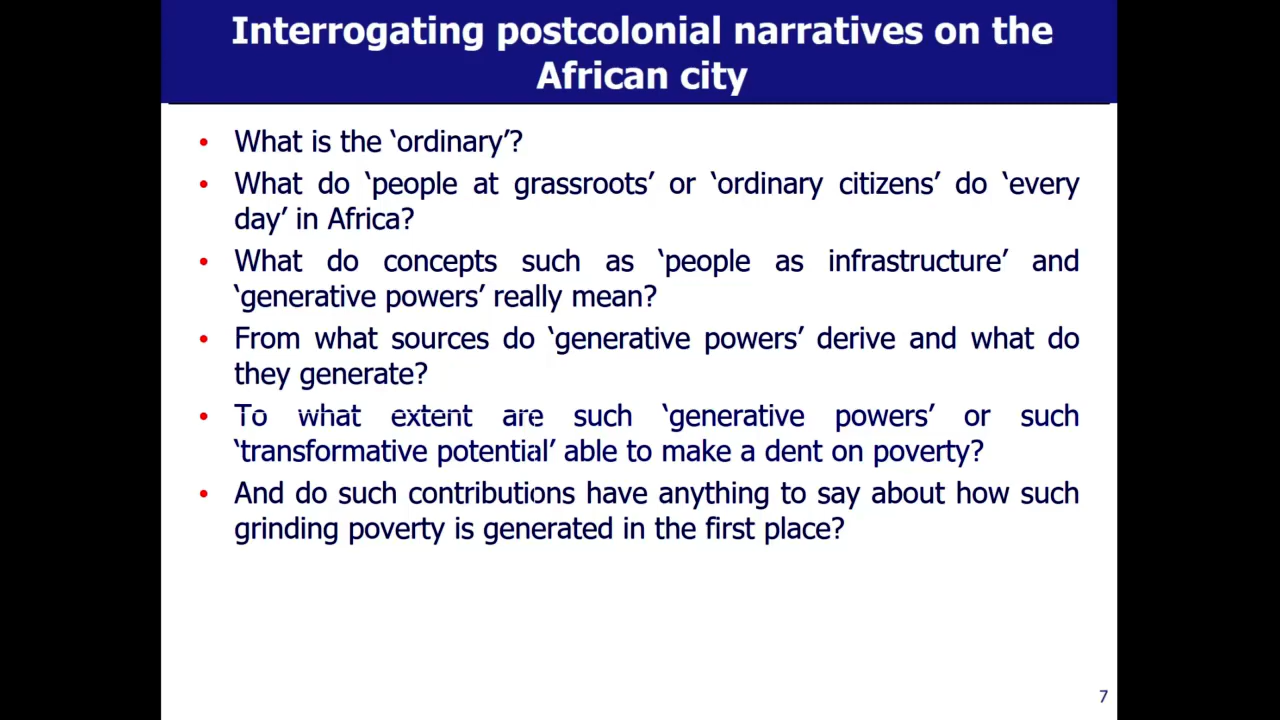 Interrogating postcolonial narratives on the
African city
• What is the ‘ordinary’?
• What do ‘people at grassroots’ or ‘ordinary citizens’ do ‘every
day’ in Africa?
• What do concepts such as ‘people as infrastructure’ and
‘generative powers’ really mean?
• From what sources do ‘generative powers’ derive and what do
they generate?
• To what extent are such ‘generative powers’ or such
‘transformative potential’ able to make a dent on poverty?
• And do such contributions have anything to say about how such
grinding poverty is generated in the first place?
7